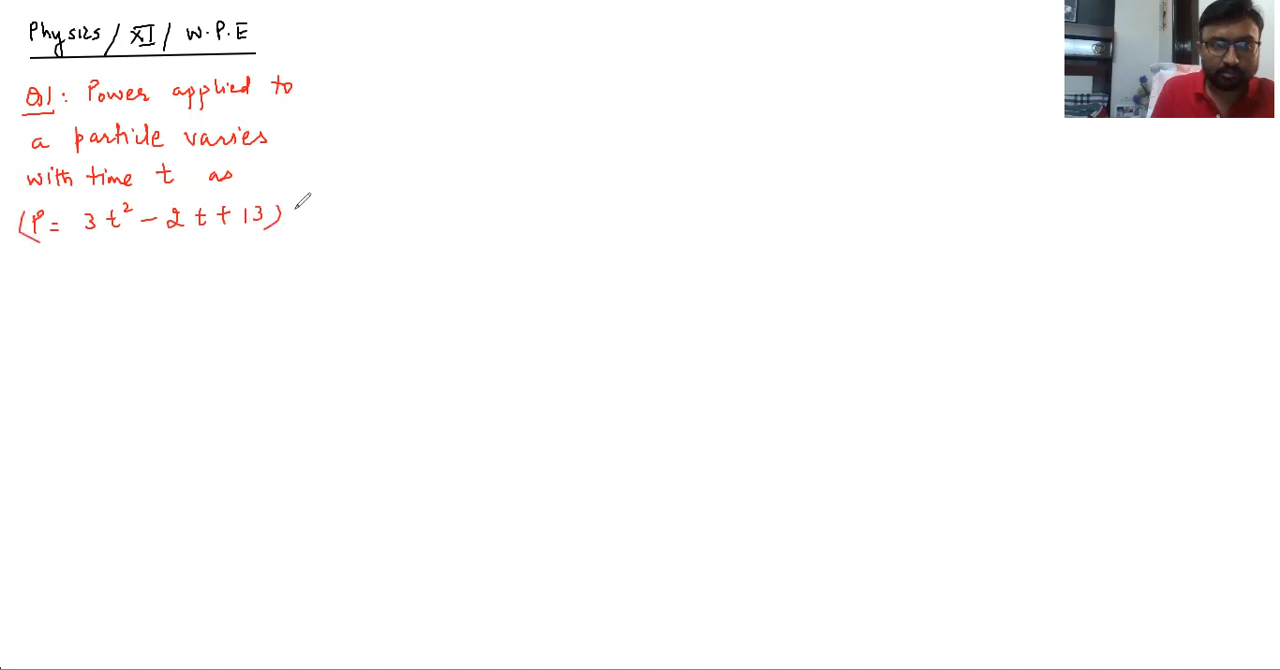 Physics / XI / W.P.E
Q1: Power applied to
a particle varies
with time t as
(P = 3t² - 2t + 13)